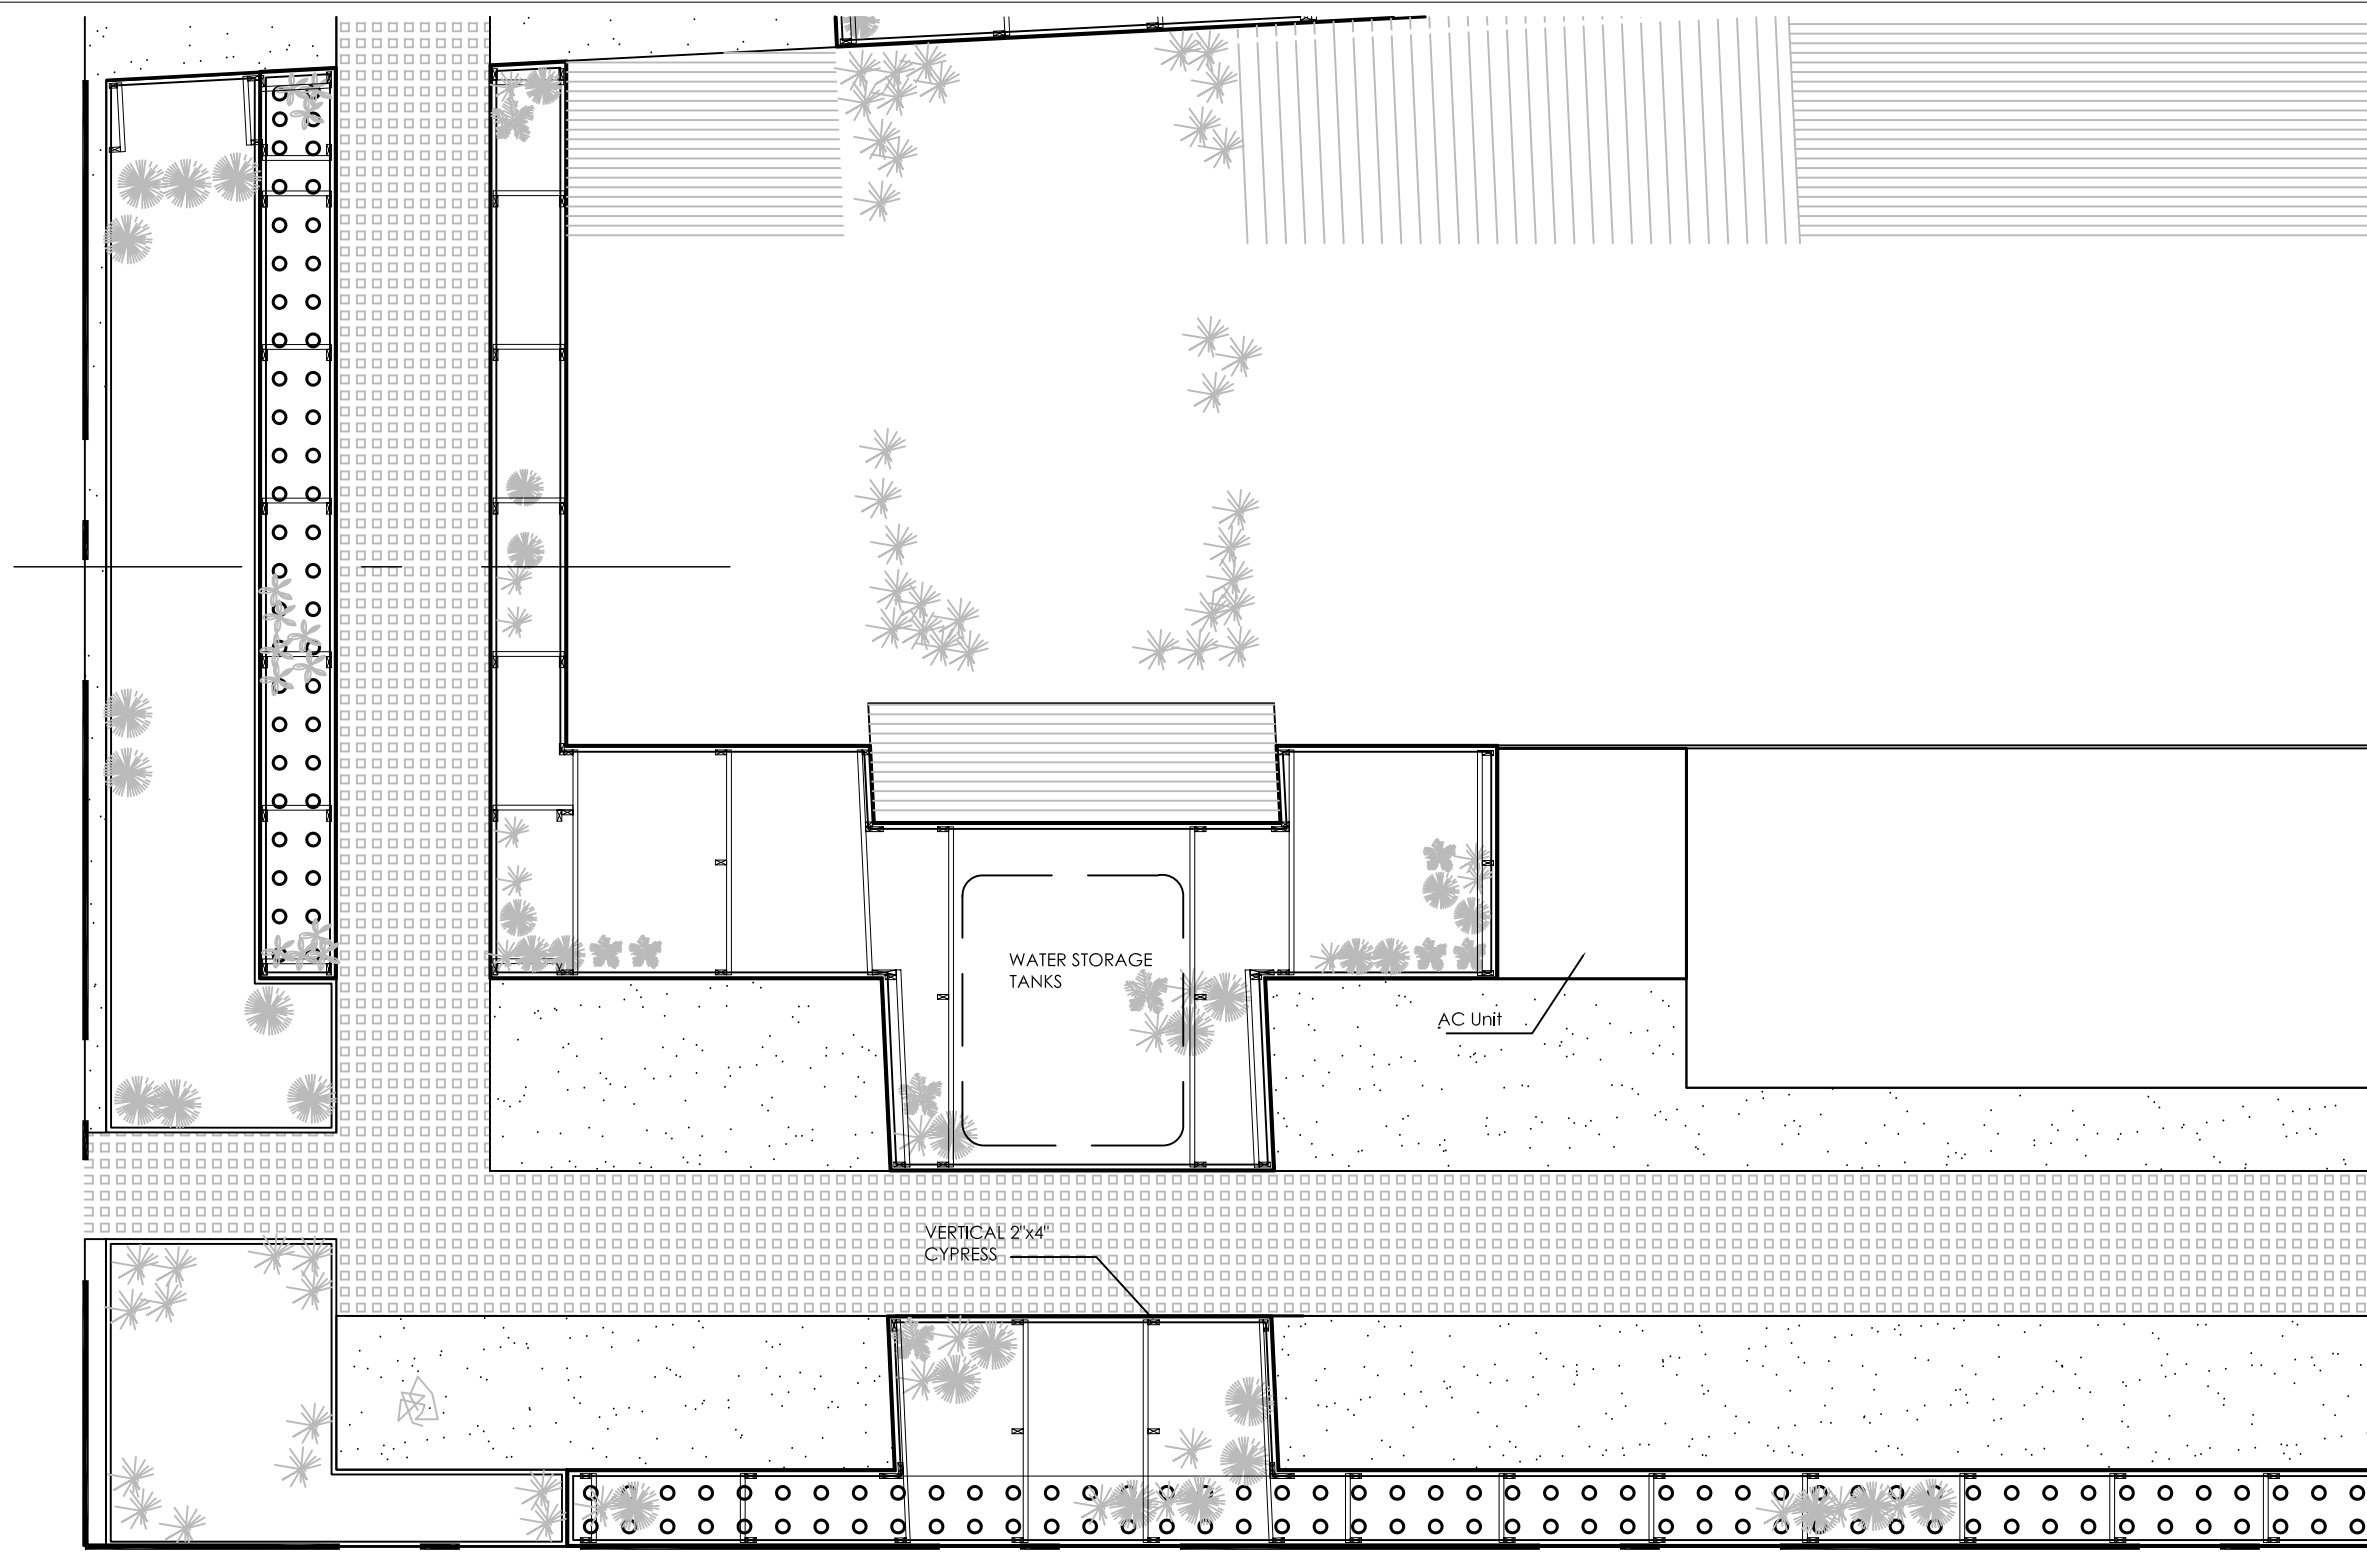 WATER STORAGE
TANKS
AC Unit
VERTICAL 2"x4"
CYPRESS